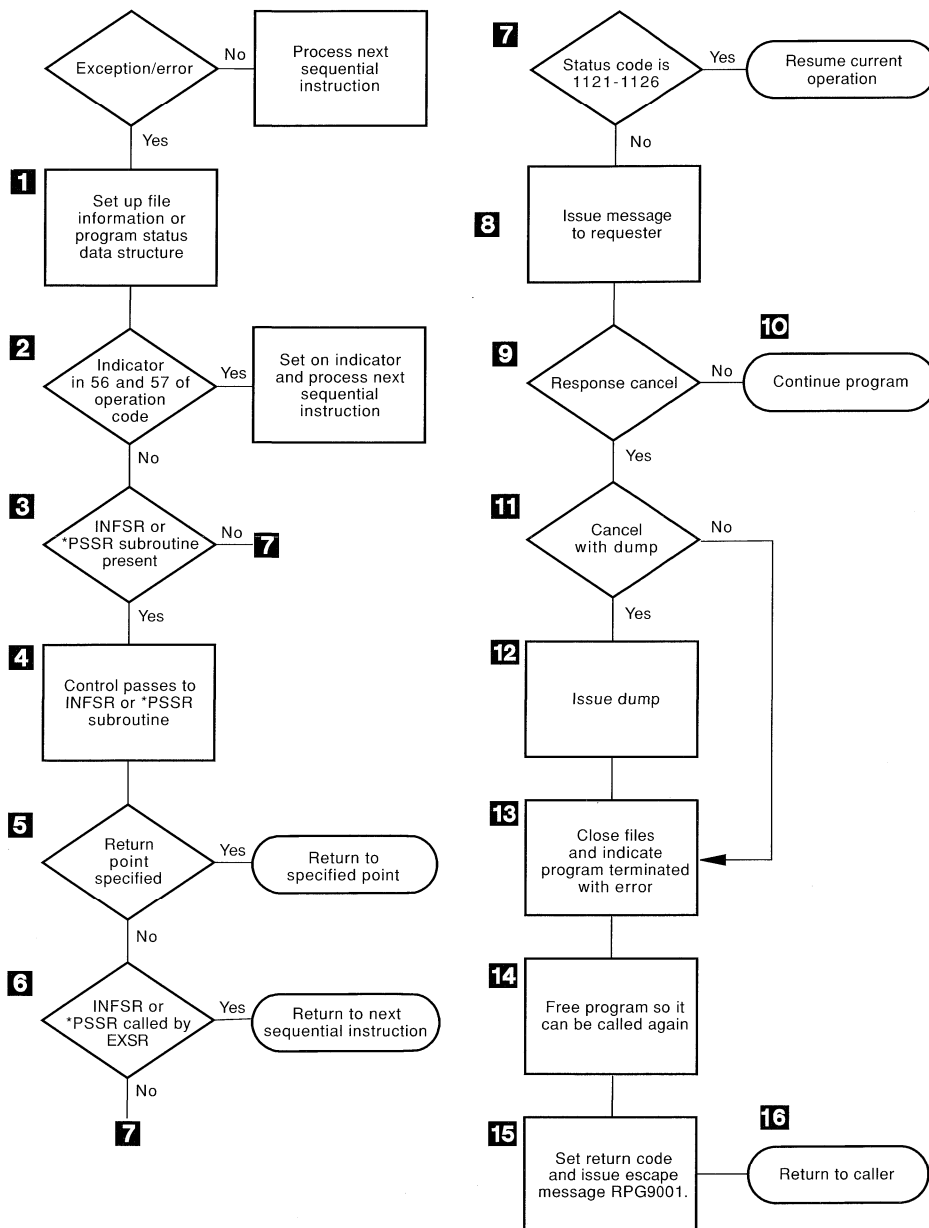 Exception/error
No
Process next
sequential
instruction
Yes
1
Set up file
information or
program status
data structure
2
Indicator
in 56 and 57 of
operation
code
Yes
Set on indicator
and process next
sequential
instruction
No
3
INFSR or
*PSSR subroutine
present
No
7
Yes
4
Control passes to
INFSR or *PSSR
subroutine
5
Return
point
specified
Yes
Return to
specified point
No
6
INFSR or
*PSSR called by
EXSR
Yes
Return to next
sequential instruction
No
7
7
Status code is
1121-1126
Yes
Resume current
operation
No
8
Issue message
to requester
9
Response cancel
No
10
Continue program
Yes
11
Cancel
with dump
No
Yes
12
Issue dump
13
Close files
and indicate
program terminated
with error
14
Free program so it
can be called again
15
Set return code
and issue escape
message RPG9001.
16
Return to caller